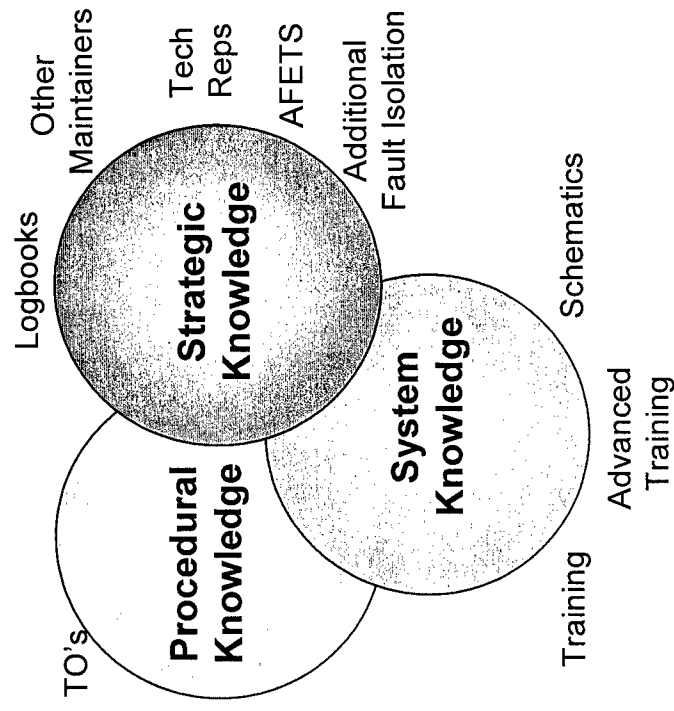 Logbooks
Other
Maintainers
TO's
Procedural
Knowledge
Strategic
Knowledge
Tech
Reps
AFETS
Additional
Fault Isolation
System
Knowledge
Training
Advanced
Training
Schematics